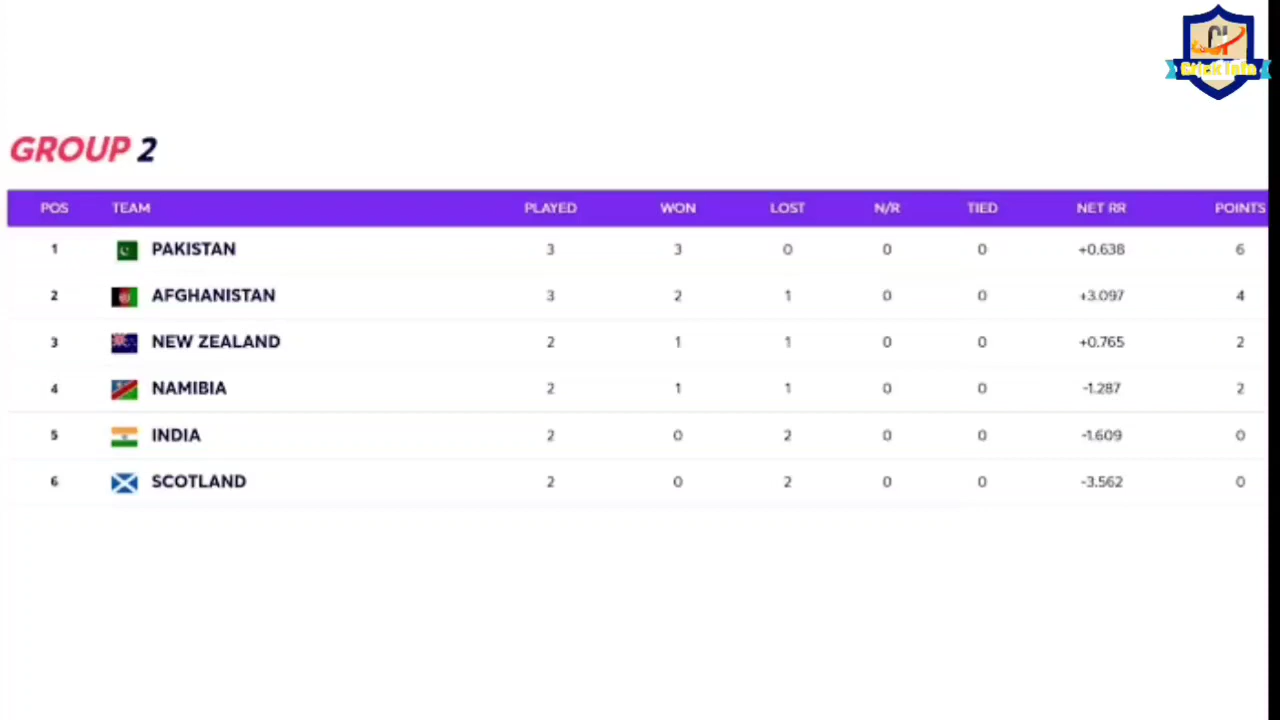 GROUP 2
POS TEAM PLAYED WON LOST N/R TIED NET RR POINTS
1 PAKISTAN 3 3 0 0 0 +0.638 6
2 AFGHANISTAN 3 2 1 0 0 +3.097 4
3 NEW ZEALAND 2 1 1 0 0 +0.765 2
4 NAMIBIA 2 1 1 0 0 -1.287 2
5 INDIA 2 0 2 0 0 -1.609 0
6 SCOTLAND 2 0 2 0 0 -3.562 0